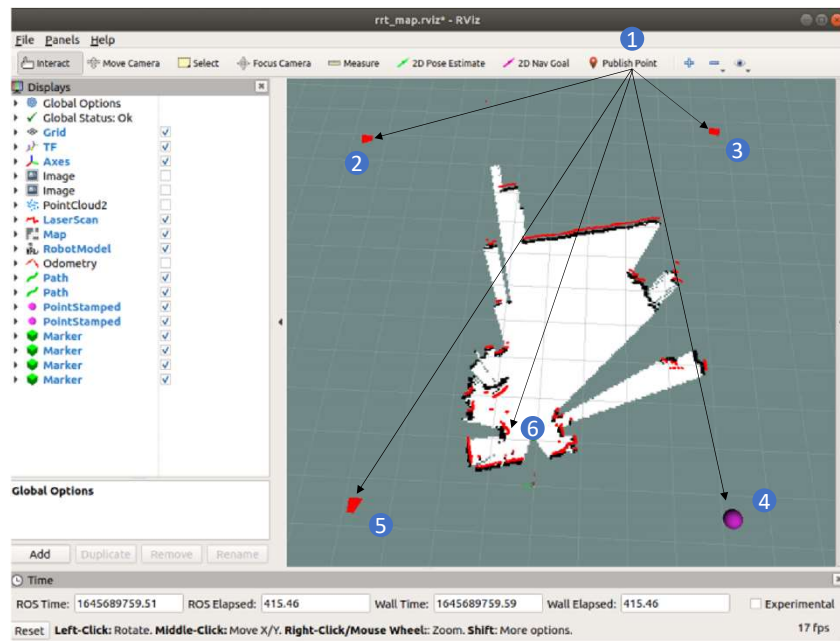 rrt_map.rviz* - RViz
File Panels Help
1
Interact Move Camera Select Focus Camera Measure 2D Pose Estimate 2D Nav Goal Publish Point
Displays
Global Options
Global Status: Ok
Grid
TF
Axes
Image
Image
PointCloud2
LaserScan
Map
RobotModel
Odometry
Path
Path
PointStamped
PointStamped
Marker
Marker
Marker
Marker
2
3
6
4
5
Global Options
Add Duplicate Remove Rename
Time
ROS Time: 1645689759.51 ROS Elapsed: 415.46 Wall Time: 1645689759.59 Wall Elapsed: 415.46 Experimental
Reset Left-Click: Rotate. Middle-Click: Move X/Y. Right-Click/Mouse Wheel:: Zoom. Shift: More options. 17 fps